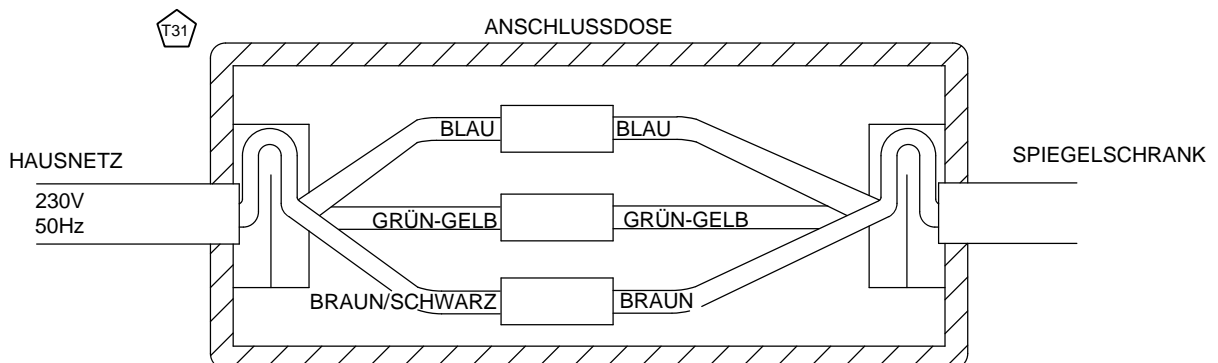 T31
ANSCHLUSSDOSE
BLAU
BLAU
HAUSNETZ
SPIEGELSCHRANK
230V
50Hz
GRÜN-GELB
GRÜN-GELB
BRAUN/SCHWARZ
BRAUN